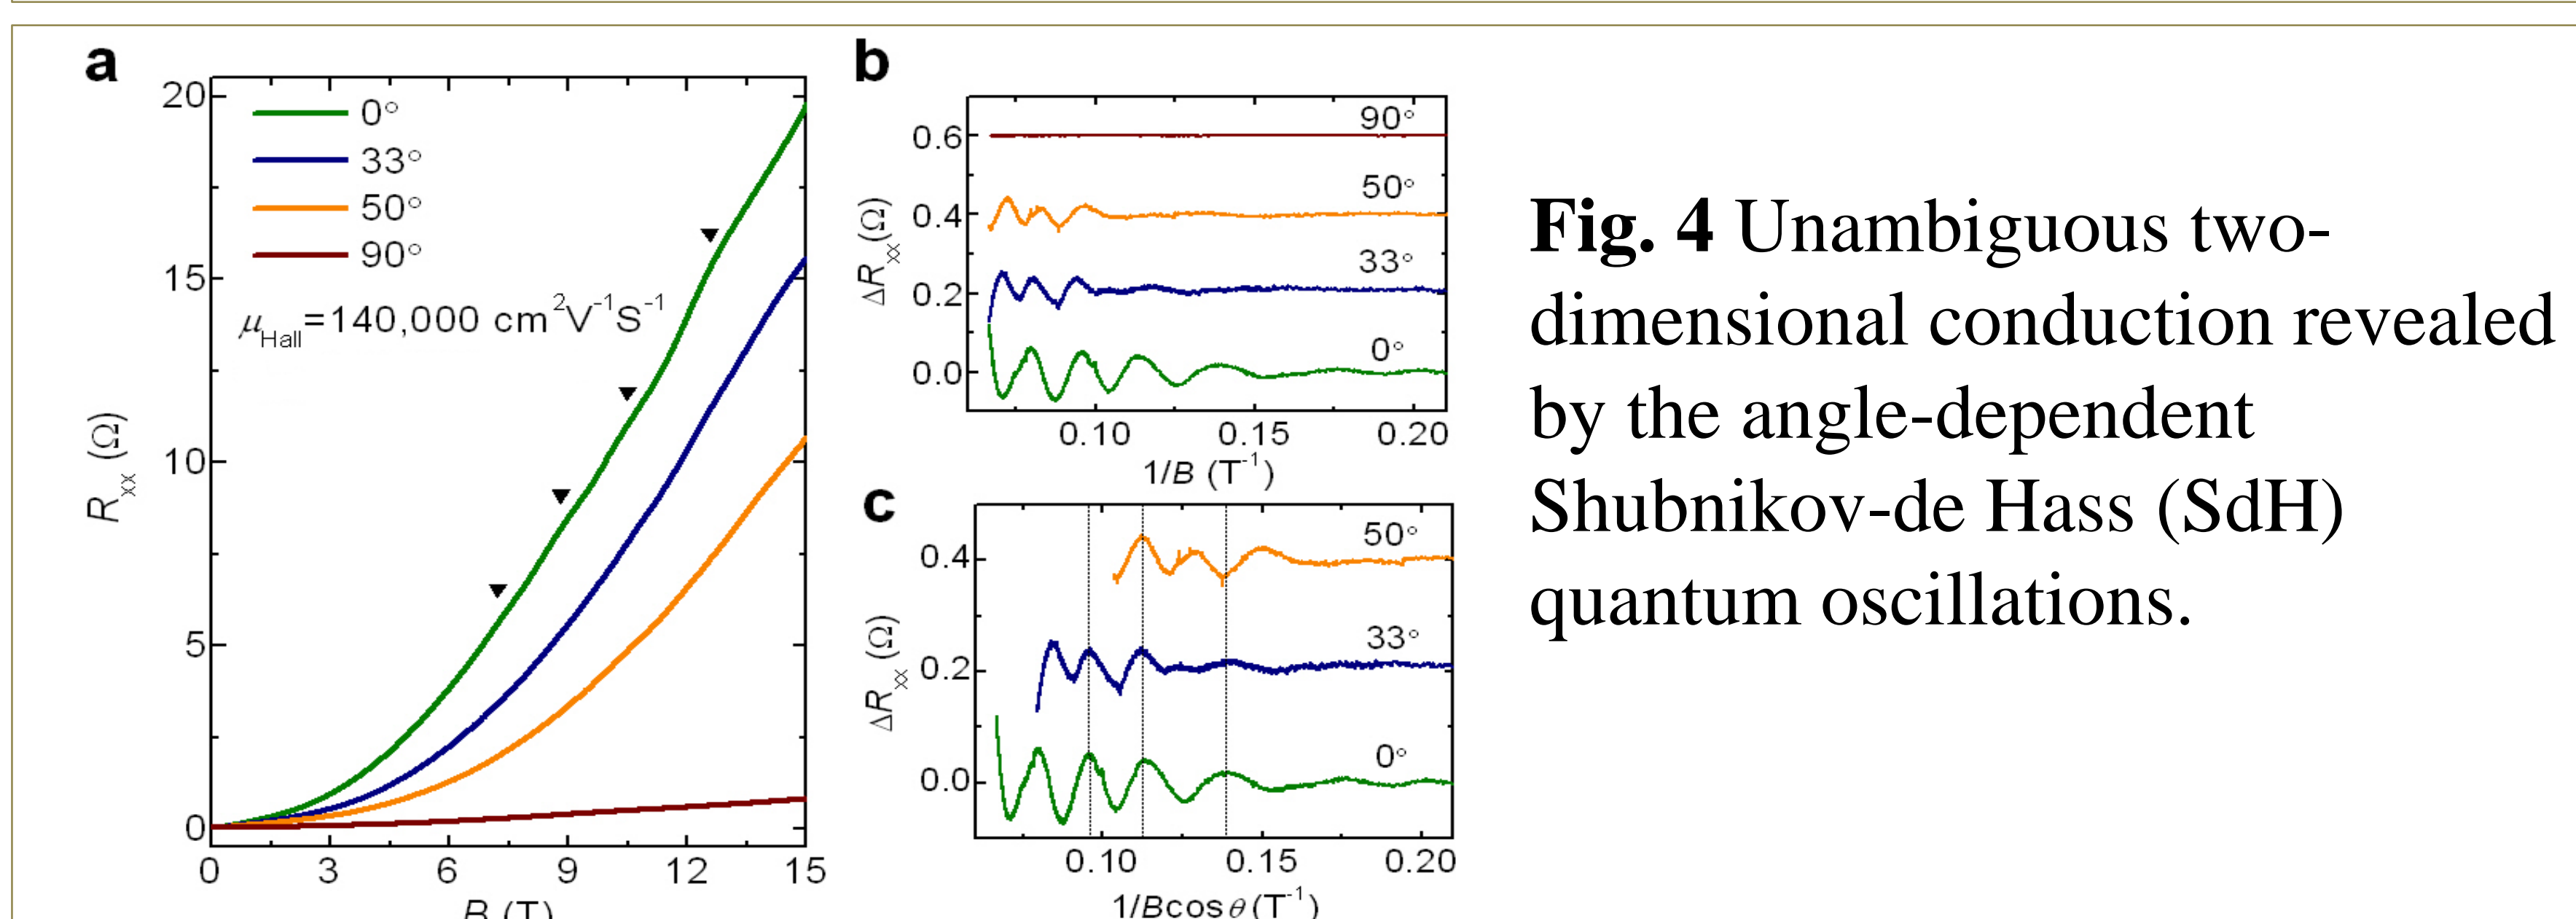 a
20
15
10
5
0
Rxx (Ω)
0°
33°
50°
90°
μHall=140,000 cm²V⁻¹S⁻¹
0 3 6 9 12 15
B (T)
b
0.6
0.4
0.2
0.0
ΔRxx(Ω)
90°
50°
33°
0°
0.10 0.15 0.20
1/B (T⁻¹)
c
0.4
0.2
0.0
ΔRxx (Ω)
50°
33°
0°
0.10 0.15 0.20
1/Bcosθ(T⁻¹)
Fig. 4 Unambiguous two-
dimensional conduction revealed
by the angle-dependent
Shubnikov-de Hass (SdH)
quantum oscillations.